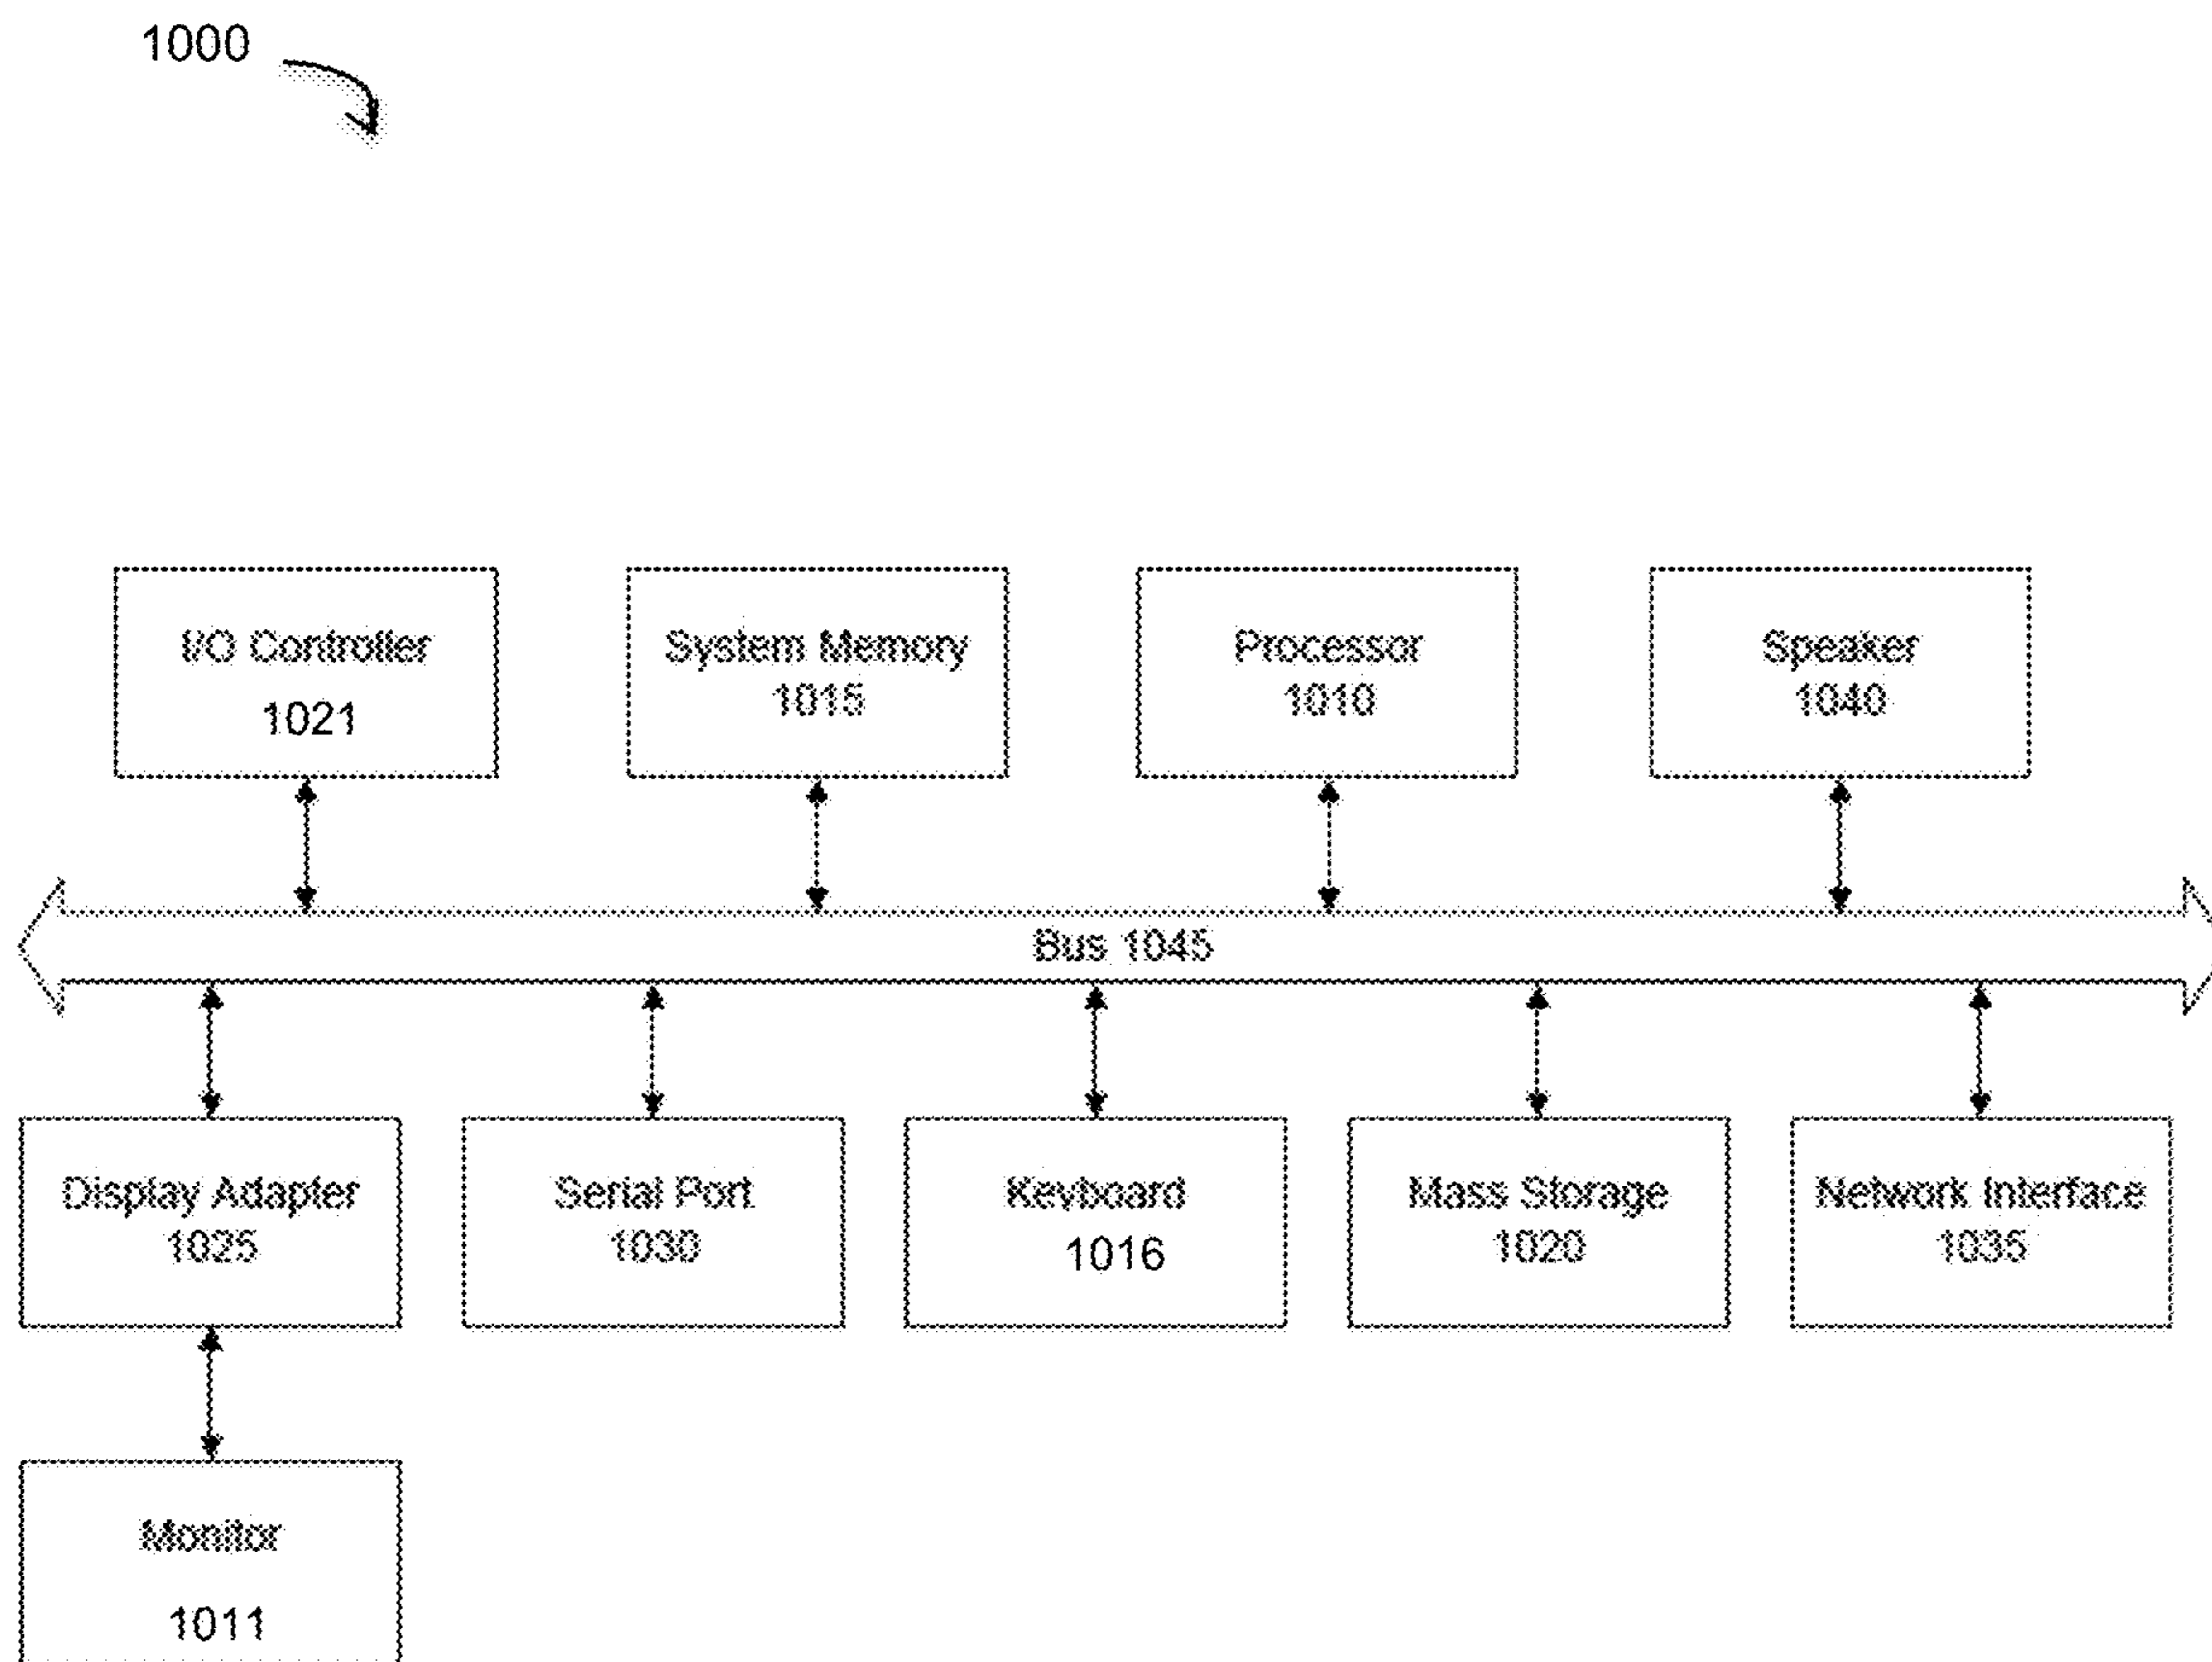 1000
I/O Controller
1021
System Memory
1015
Processor
1010
Speaker
1040
Bus 1045
Display Adapter
1025
Serial Port
1030
Keyboard
1016
Mass Storage
1020
Network Interface
1035
Monitor
1011